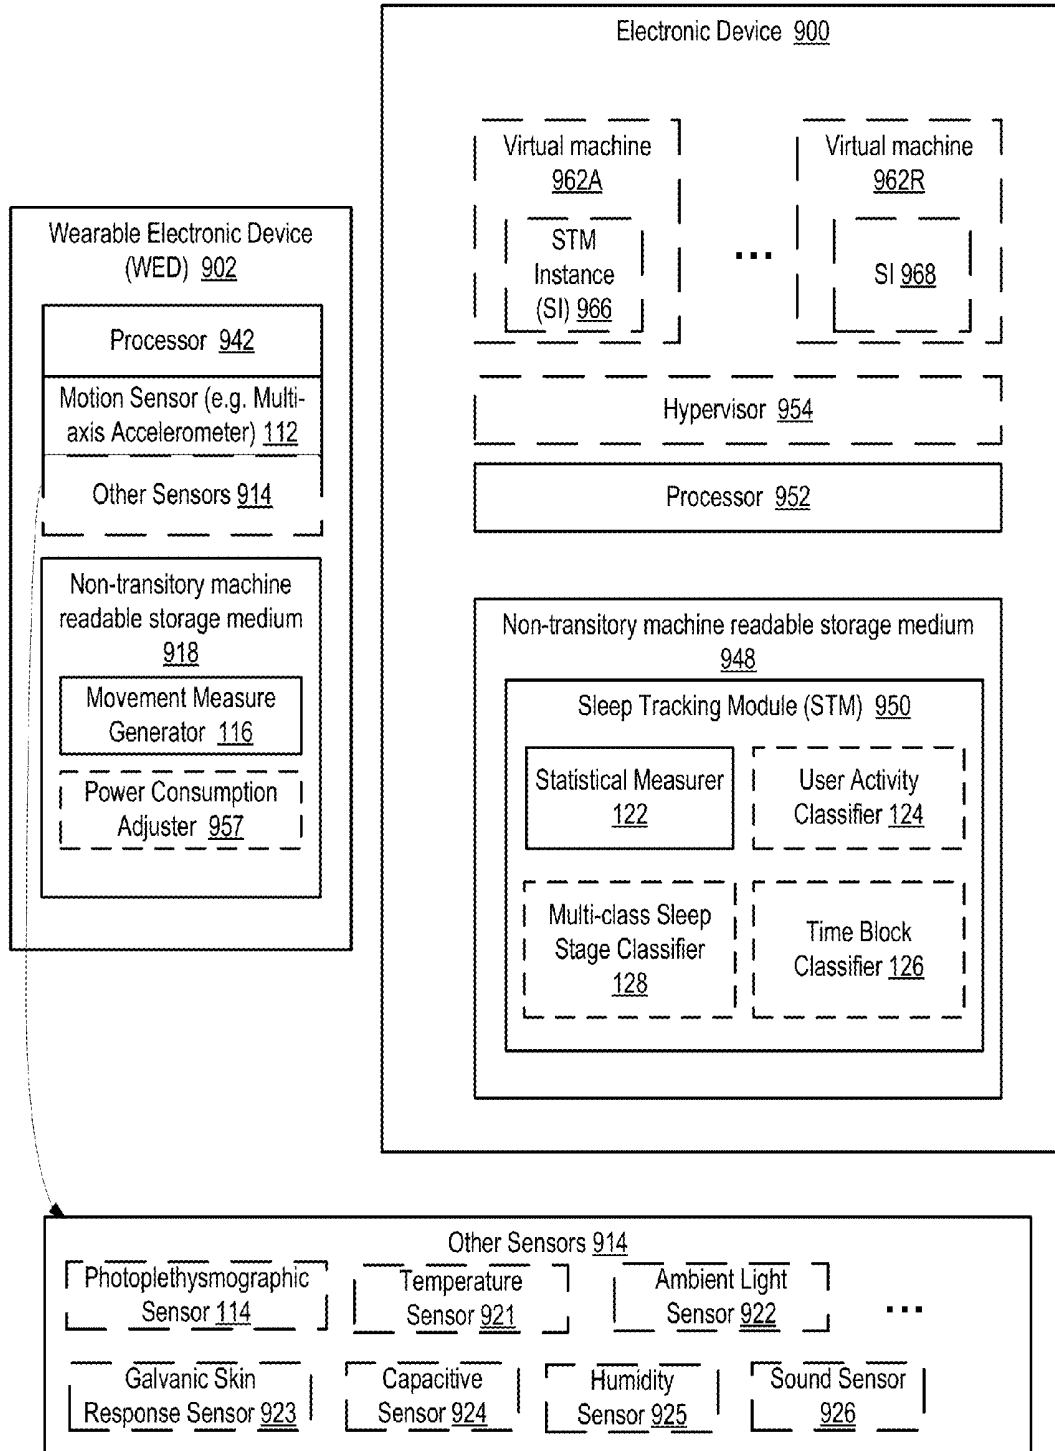 Electronic Device 900
Virtual machine
962A
STM
Instance
(SI) 966
...
Virtual machine
962R
SI 968
Hypervisor 954
Processor 952
Non-transitory machine readable storage medium
948
Sleep Tracking Module (STM) 950
Statistical Measurer
122
User Activity
Classifier 124
Multi-class Sleep
Stage Classifier
128
Time Block
Classifier 126
Wearable Electronic Device
(WED) 902
Processor 942
Motion Sensor (e.g. Multi-
axis Accelerometer) 112
Other Sensors 914
Non-transitory machine
readable storage medium
918
Movement Measure
Generator 116
Power Consumption
Adjuster 957
Other Sensors 914
Photoplethysmographic
Sensor 114
Temperature
Sensor 921
Ambient Light
Sensor 922
...
Galvanic Skin
Response Sensor 923
Capacitive
Sensor 924
Humidity
Sensor 925
Sound Sensor
926